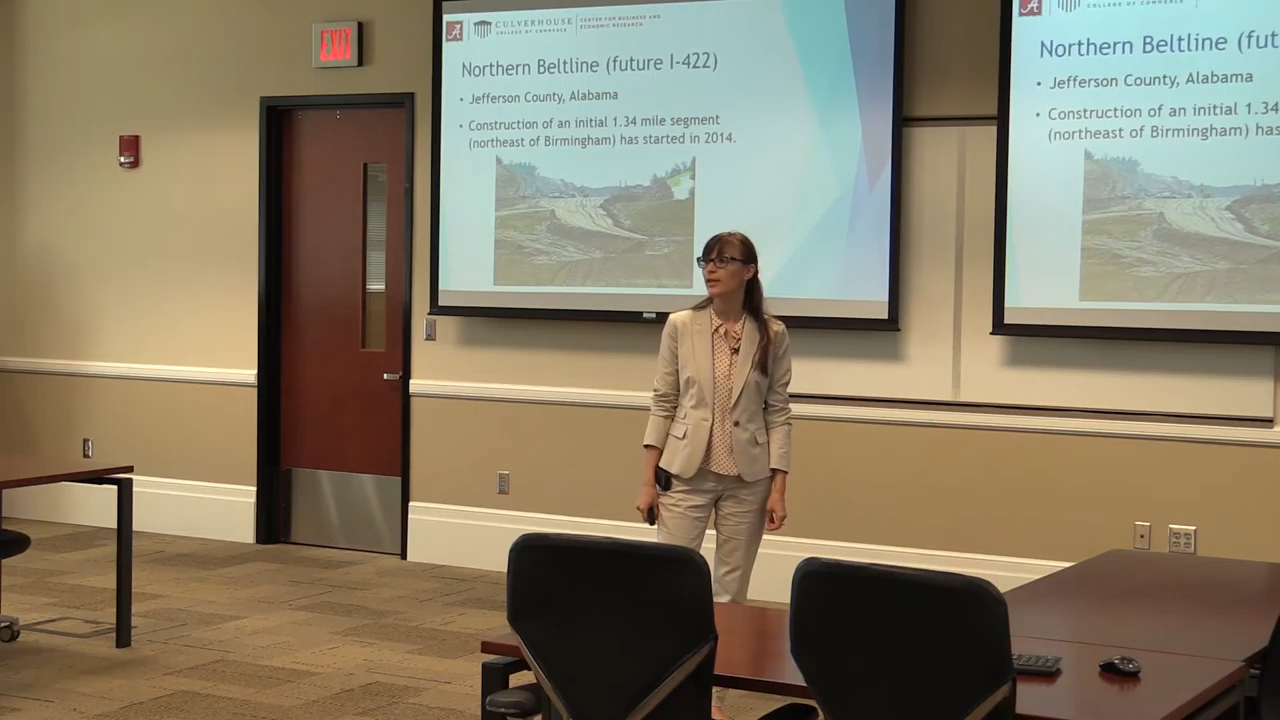 EXIT
A
CULVERHOUSE
COLLEGE OF COMMERCE
CENTER FOR BUSINESS AND
ECONOMIC RESEARCH
Northern Beltline (future I-422)
• Jefferson County, Alabama
• Construction of an initial 1.34 mile segment
(northeast of Birmingham) has started in 2014.
A
COLLEGE OF COMMERCE
Northern Beltline (fut
• Jefferson County, Alabama
• Construction of an initial 1.34
(northeast of Birmingham) has